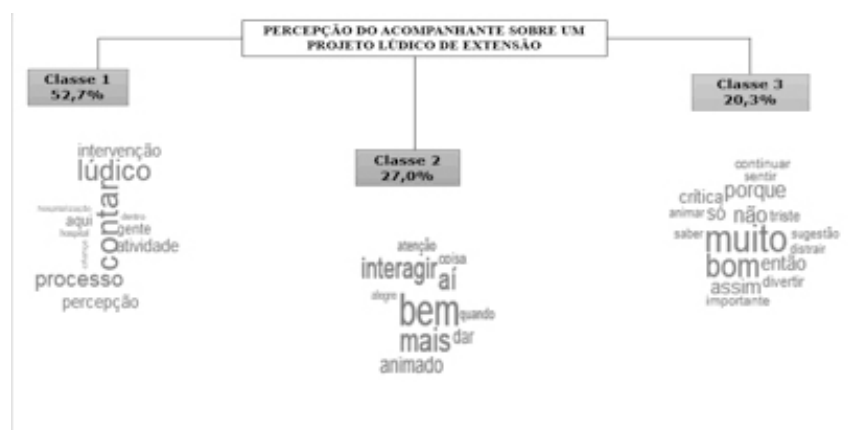 PERCEPÇÃO DO ACOMPANHANTE SOBRE UM
PROJETO LÚDICO DE EXTENSÃO
Classe 1
52,7%
intervenção
lúdico
contar
hospitalização
aqui
dentro
gente
hospital
criança
atividade
processo
percepção
Classe 2
27,0%
atenção
coisa
interagir
aí
alegre
bem
quando
mais
dar
animado
Classe 3
20,3%
continuar
sentir
crítica
porque
animar
só
não
triste
saber
muito
sugestão
distrair
bom
então
assim
divertir
importante